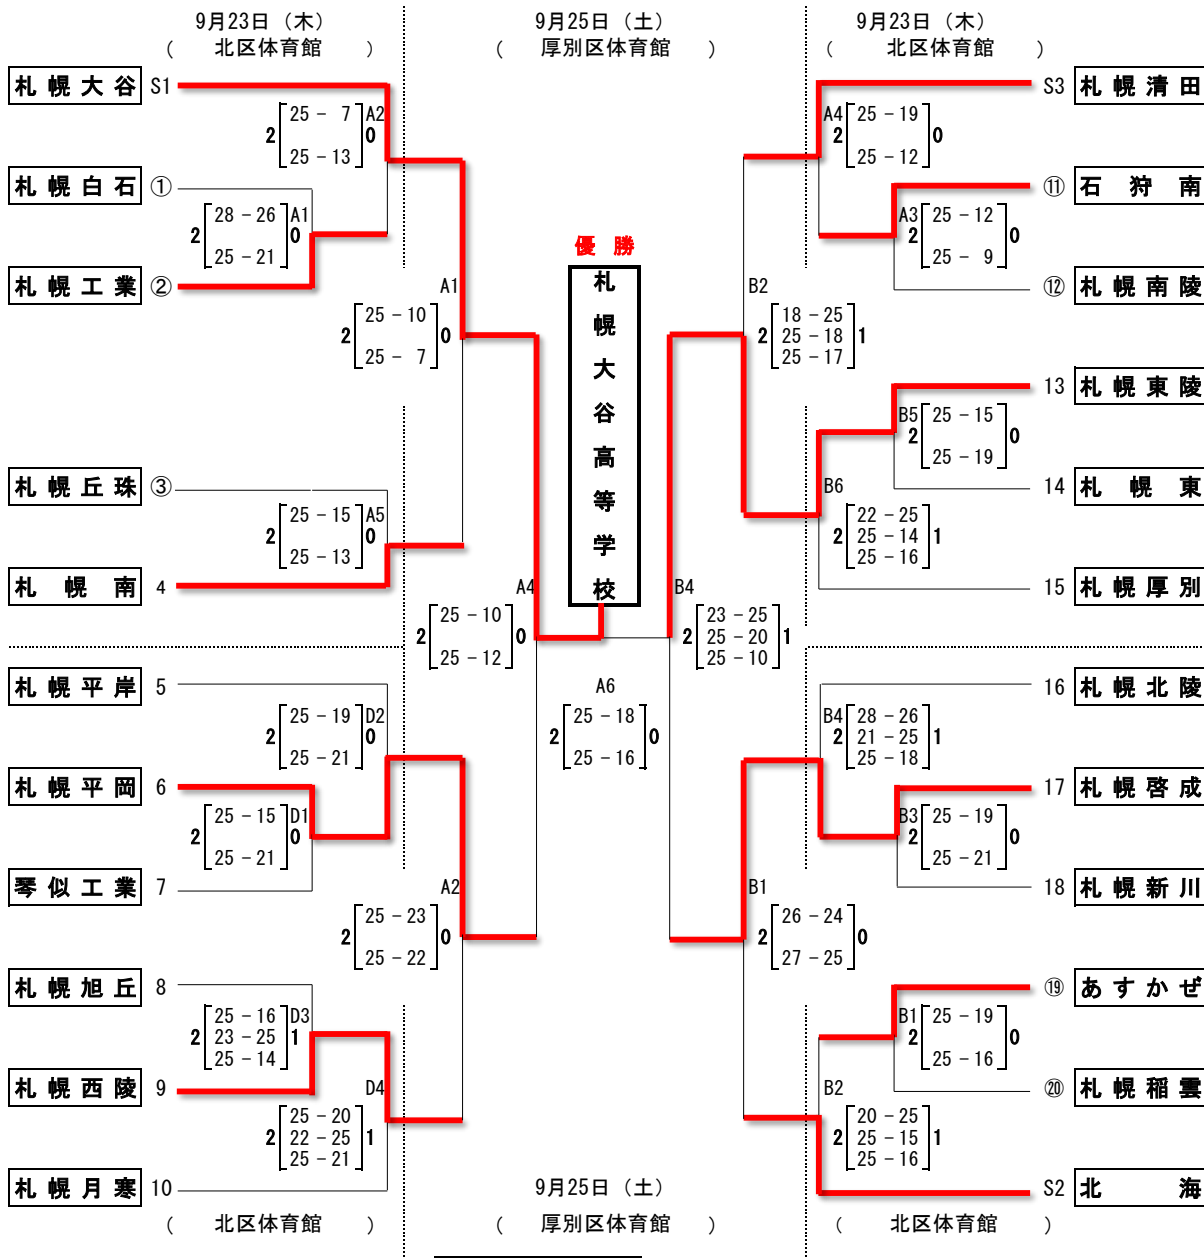 9月23日（木） 9月25日（土） 9月23日（木）
（ 北区体育館 ） （ 厚別区体育館 ） （ 北区体育館 ）
札幌大谷 S1
2 25 － 7 A2 0
25 －13
札幌白石 ①
2 28 －26 A1 0
25 －21
札幌工業 ②
A1
2 25 －10 0
25 － 7
札幌丘珠 ③
2 25 －15 A5 0
25 －13
札幌南 4
A4
2 25 －10 0
25 －12
札幌平岸 5
2 25 －19 D2 0
25 －21
札幌平岡 6
2 25 －15 D1 0
25 －21
琴似工業 7
A2
2 25 －23 0
25 －22
札幌旭丘 8
2 25 －16 D3 1
23 －25
25 －14
札幌西陵 9
D4
2 25 －20 1
22 －25
25 －21
札幌月寒 10
優勝
札幌大谷高等学校
A6
2 25 －18 0
25 －16
S3 札幌清田
A4 2 25 －19 0
25 －12
⑪ 石狩南
A3 2 25 －12 0
25 － 9
⑫ 札幌南陵
B2
2 18 －25 1
25 －18
25 －17
13 札幌東陵
B5 2 25 －15 0
25 －19
14 札幌東
B6
2 22 －25 1
25 －14
25 －16
15 札幌厚別
B4
2 23 －25 1
25 －20
25 －10
16 札幌北陵
B4 2 28 －26 1
21 －25
25 －18
17 札幌啓成
B3 2 25 －19 0
25 －21
18 札幌新川
B1
2 26 －24 0
27 －25
⑲ あすかぜ
B1 2 25 －19 0
25 －16
⑳ 札幌稲雲
B2
2 20 －25 1
25 －15
25 －16
S2 北海
9月25日（土）
（ 北区体育館 ） （ 厚別区体育館 ） （ 北区体育館 ）